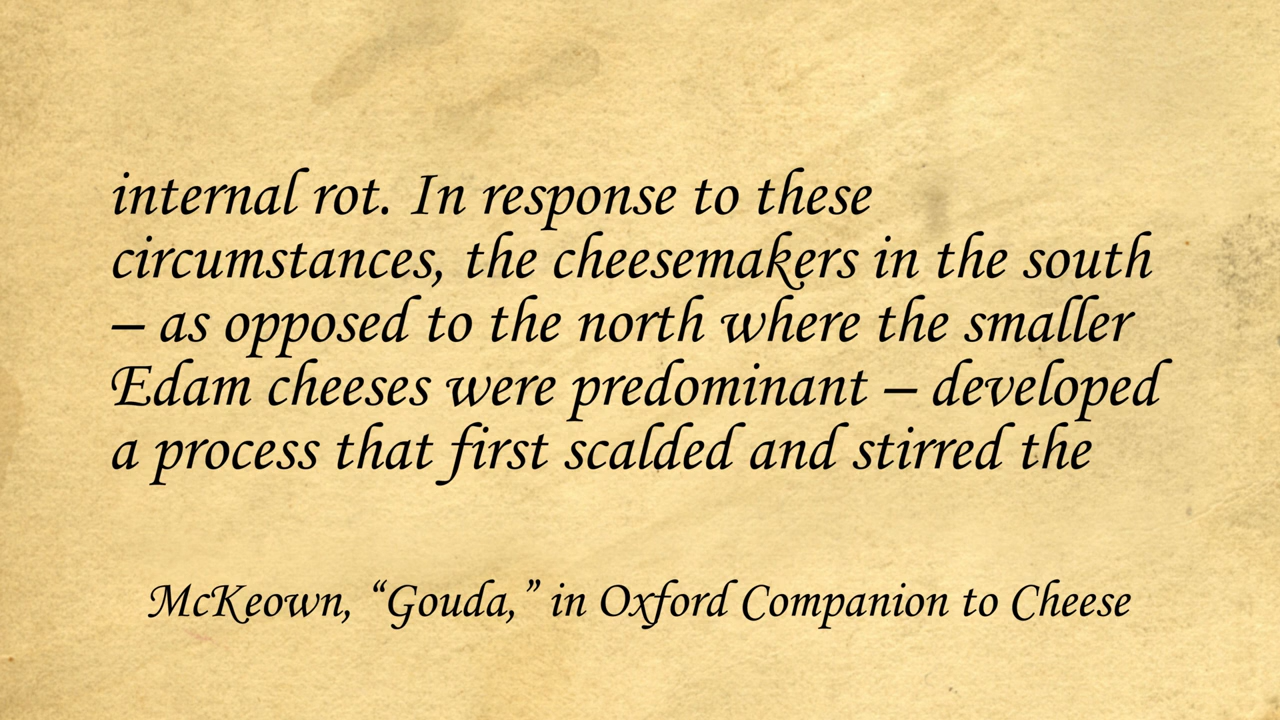 internal rot. In response to these
circumstances, the cheesemakers in the south
– as opposed to the north where the smaller
Edam cheeses were predominant – developed
a process that first scalded and stirred the
McKeown, “Gouda,” in Oxford Companion to Cheese